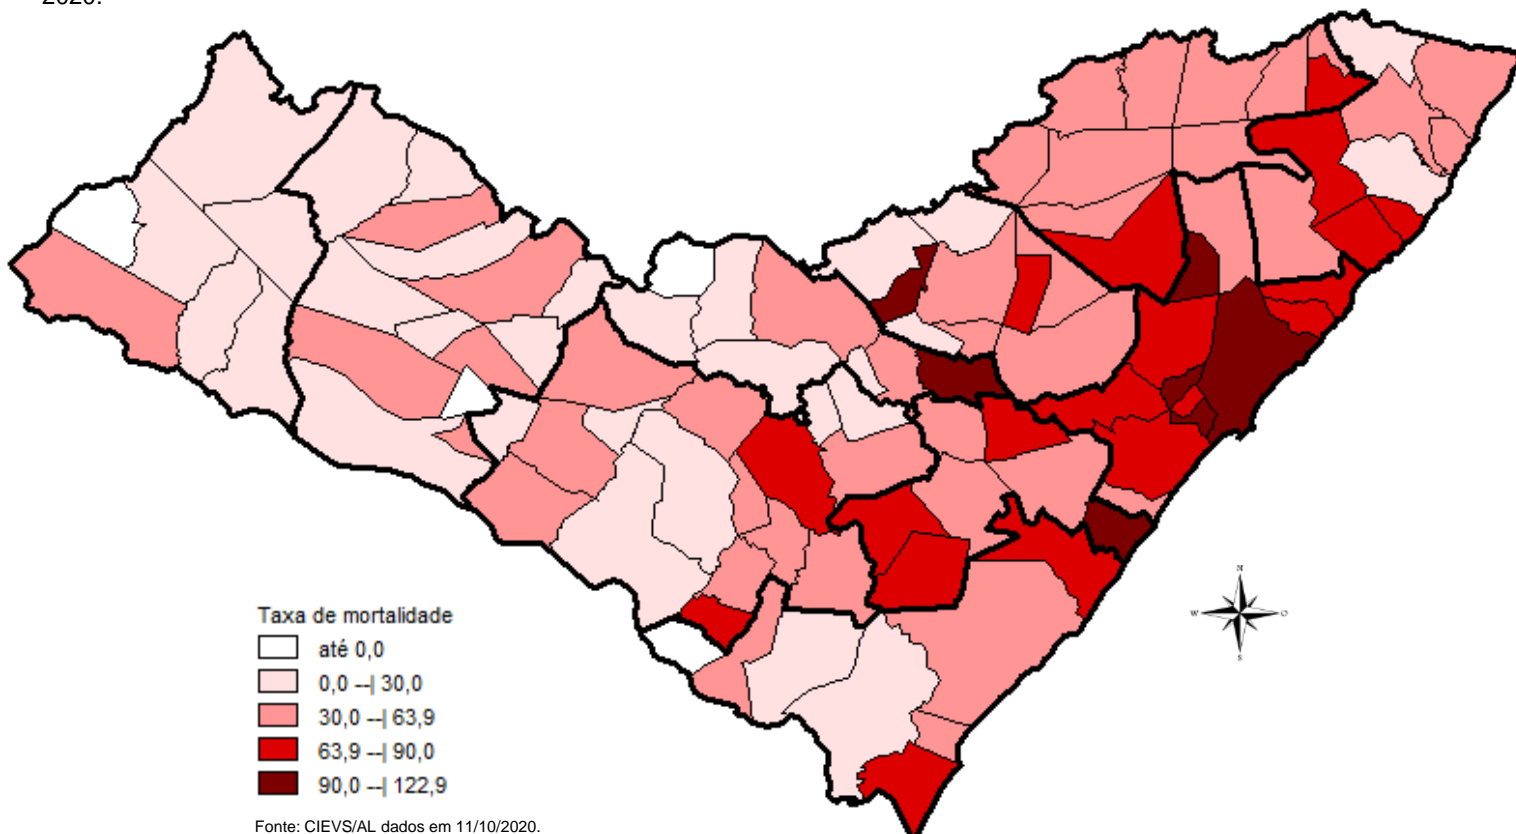 2020.
N
W
O
S
Taxa de mortalidade
até 0,0
0,0 --| 30,0
30,0 --| 63,9
63,9 --| 90,0
90,0 --| 122,9
Fonte: CIEVS/AL dados em 11/10/2020.